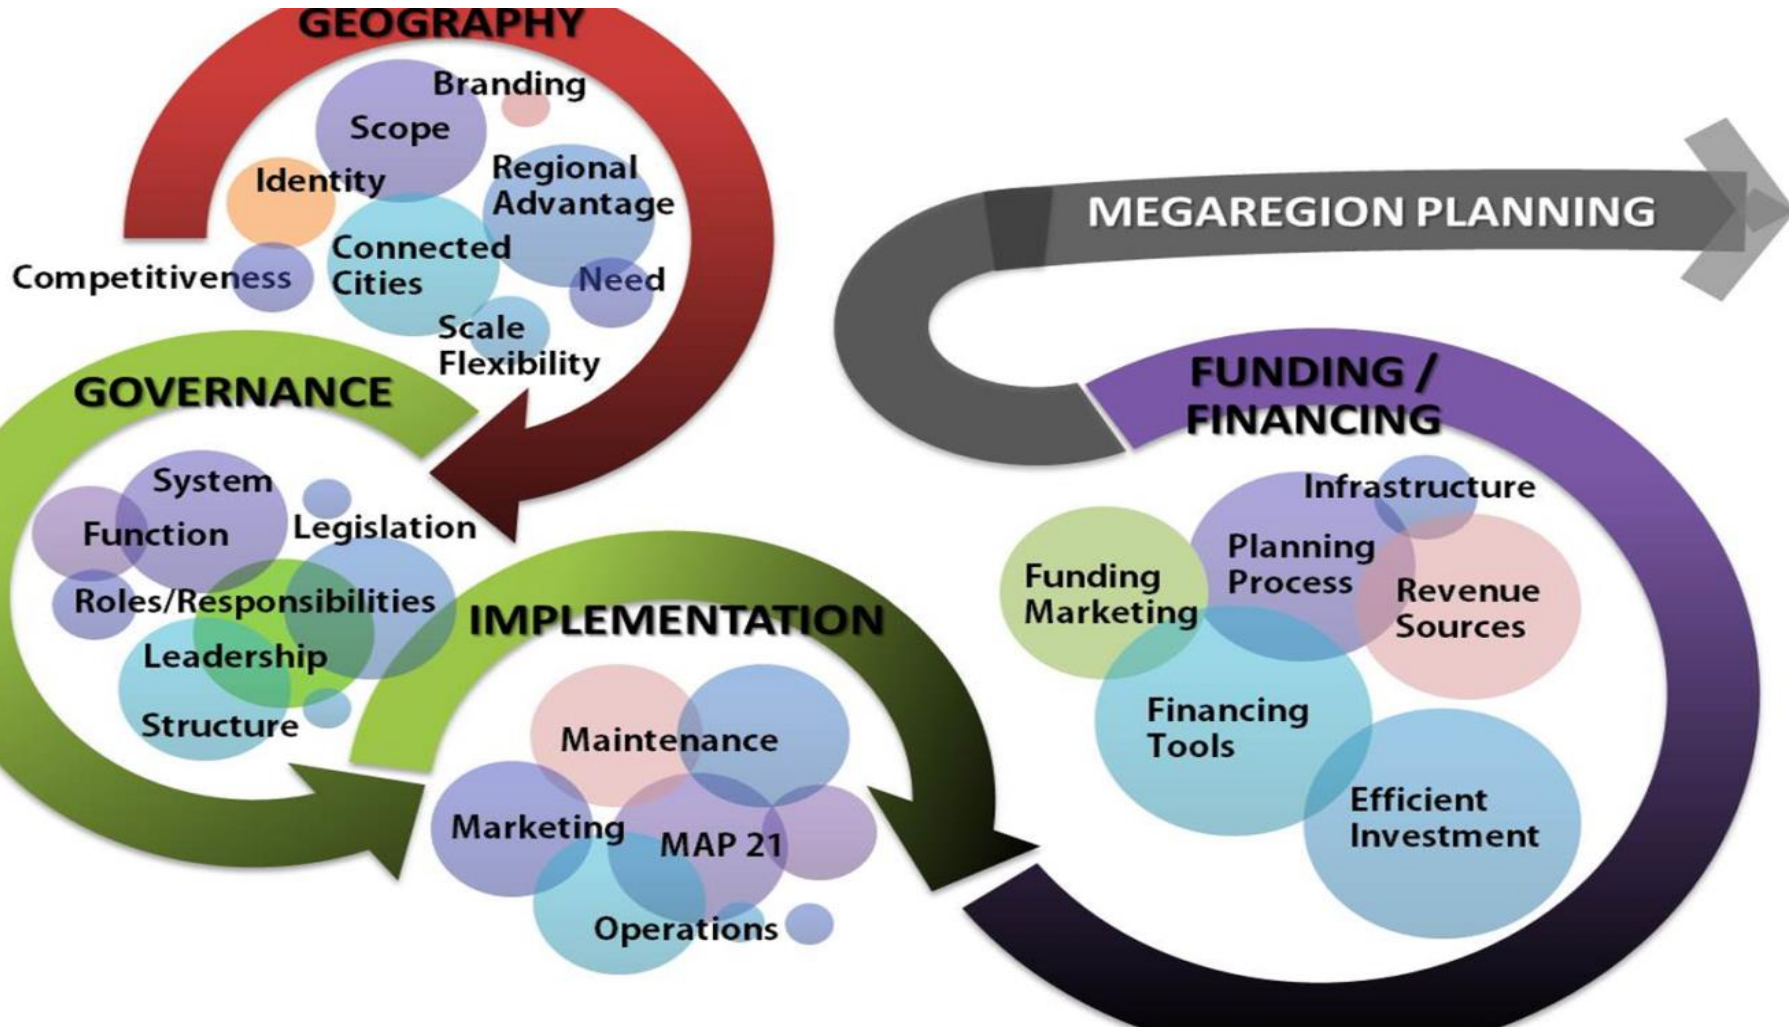 GEOGRAPHY
Branding
Scope
Regional
Advantage
Identity
Connected
Cities
Competitiveness
Need
Scale
Flexibility
GOVERNANCE
System
Function
Legislation
Roles/Responsibilities
Leadership
Structure
IMPLEMENTATION
Maintenance
Marketing
MAP 21
Operations
FUNDING /
FINANCING
Infrastructure
Planning
Process
Funding
Marketing
Revenue
Sources
Financing
Tools
Efficient
Investment
MEGAREGION PLANNING